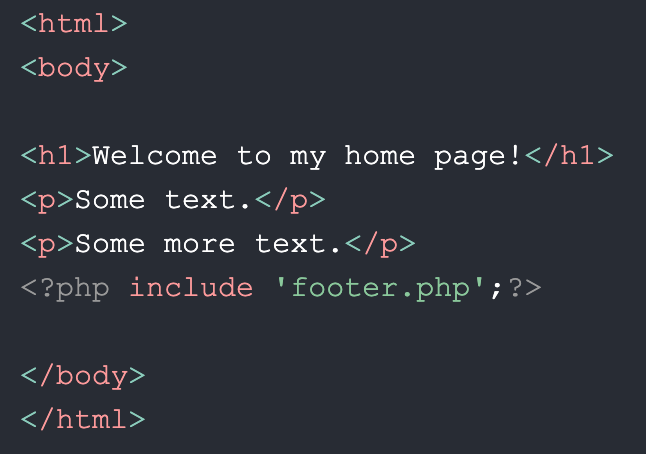 <html>
<body>
<h1>Welcome to my home page!</h1>
<p>Some text.</p>
<p>Some more text.</p>
<?php include 'footer.php';?>
</body>
</html>